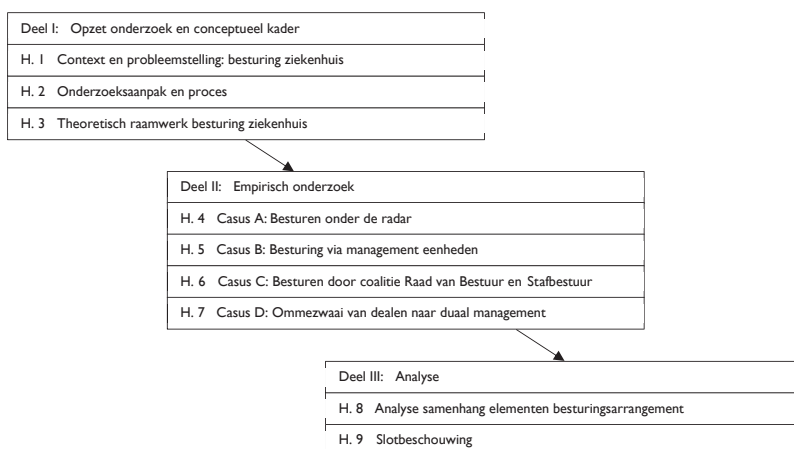 Deel I: Opzet onderzoek en conceptueel kader
H. 1 Context en probleemstelling: besturing ziekenhuis
H. 2 Onderzoeksaanpak en proces
H. 3 Theoretisch raamwerk besturing ziekenhuis
Deel II: Empirisch onderzoek
H. 4 Casus A: Besturen onder de radar
H. 5 Casus B: Besturing via management eenheden
H. 6 Casus C: Besturen door coalitie Raad van Bestuur en Stafbestuur
H. 7 Casus D: Ommezwaai van dealen naar duaal management
Deel III: Analyse
H. 8 Analyse samenhang elementen besturingsarrangement
H. 9 Slotbeschouwing